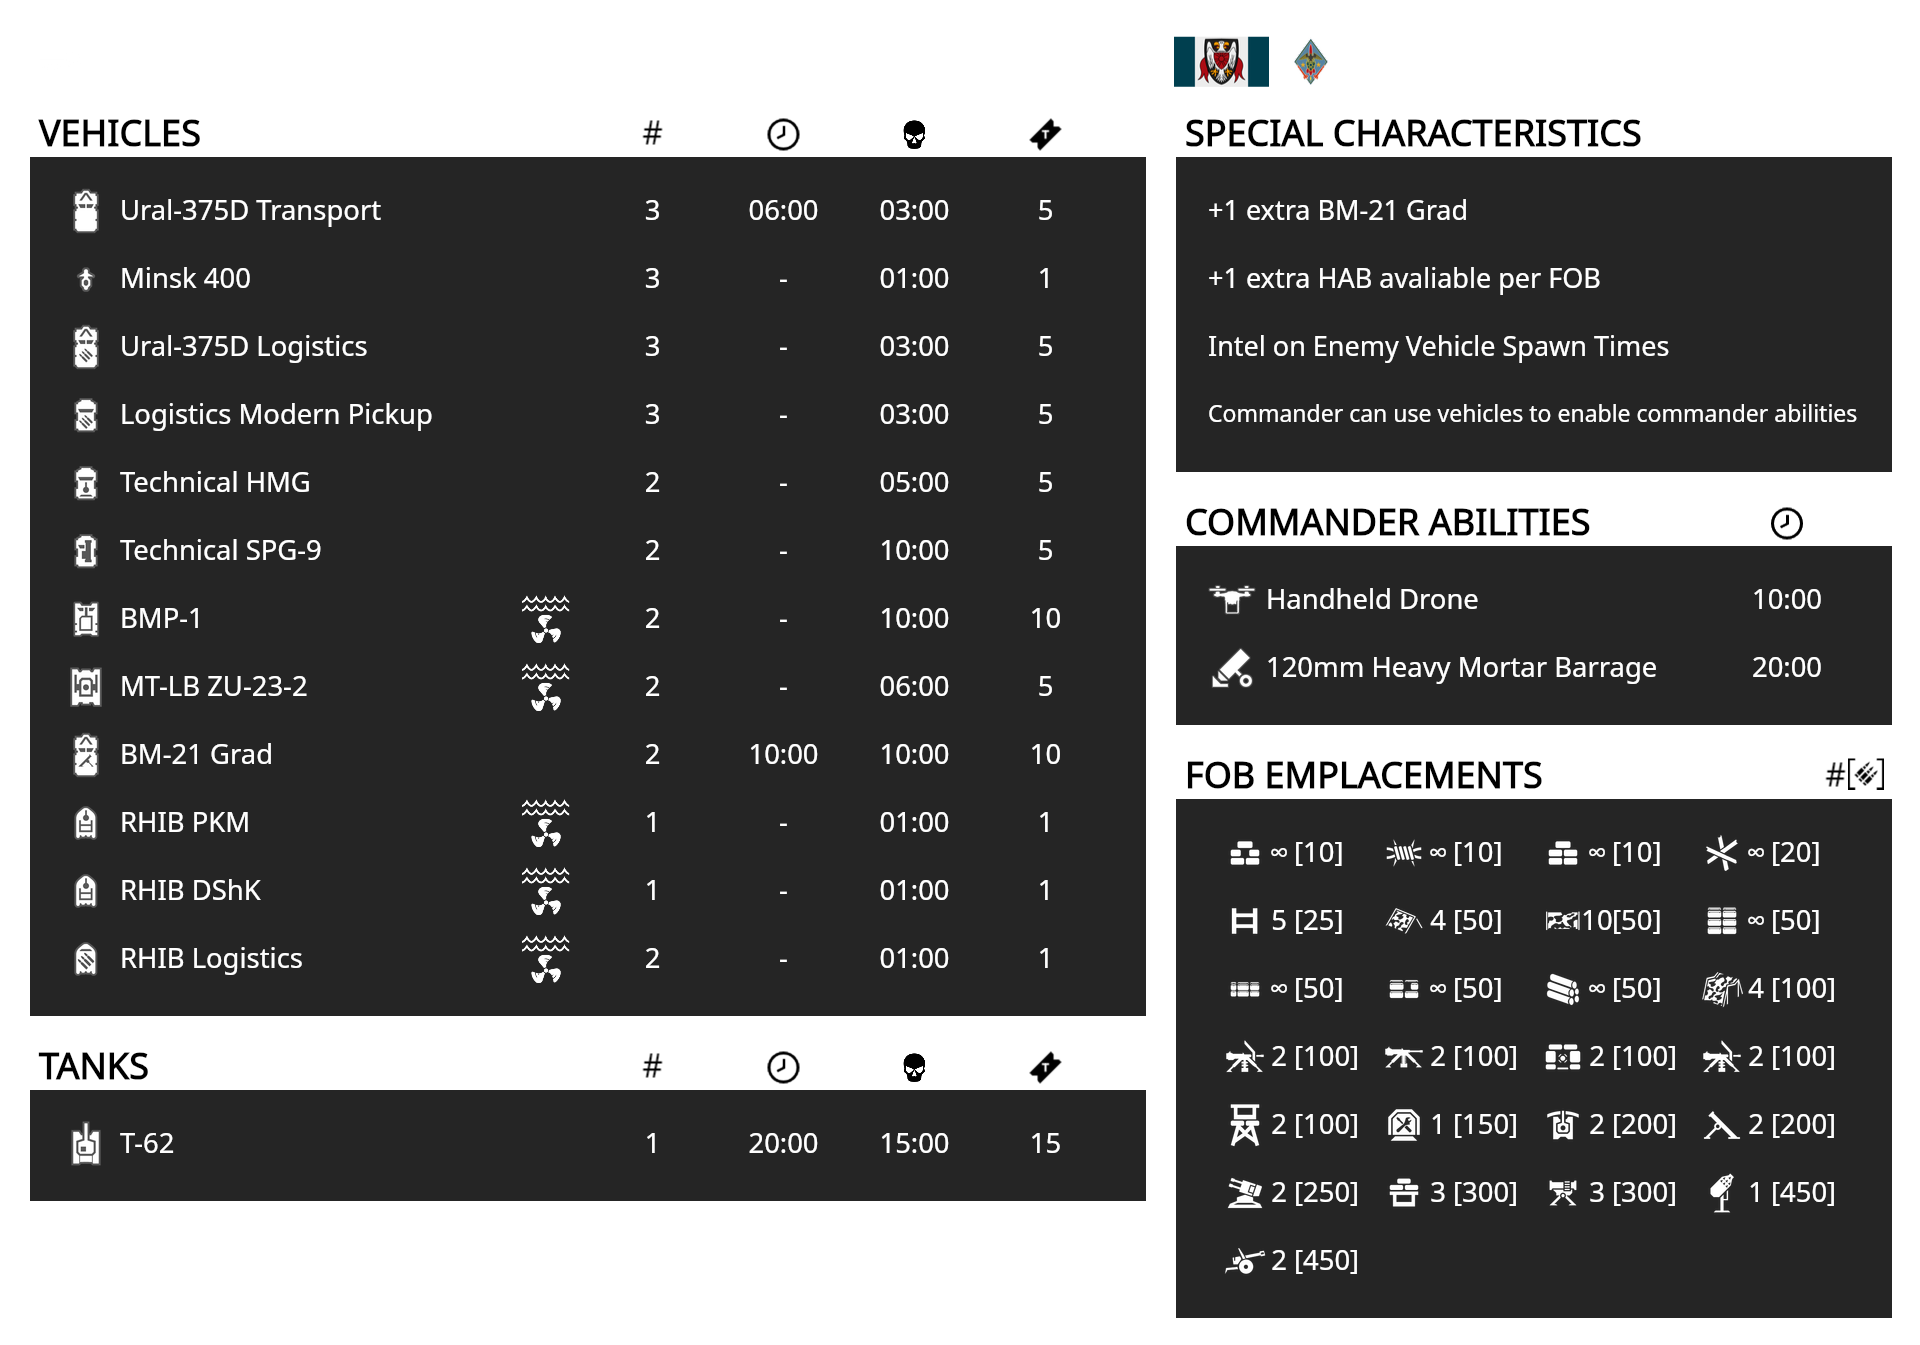 VEHICLES #
Ural-375D Transport 3 06:00 03:00 5
Minsk 400 3 - 01:00 1
Ural-375D Logistics 3 - 03:00 5
Logistics Modern Pickup 3 - 03:00 5
Technical HMG 2 - 05:00 5
Technical SPG-9 2 - 10:00 5
BMP-1 2 - 10:00 10
MT-LB ZU-23-2 2 - 06:00 5
BM-21 Grad 2 10:00 10:00 10
RHIB PKM 1 - 01:00 1
RHIB DShK 1 - 01:00 1
RHIB Logistics 2 - 01:00 1
TANKS #
T-62 1 20:00 15:00 15
SPECIAL CHARACTERISTICS
+1 extra BM-21 Grad
+1 extra HAB avaliable per FOB
Intel on Enemy Vehicle Spawn Times
Commander can use vehicles to enable commander abilities
COMMANDER ABILITIES
Handheld Drone 10:00
120mm Heavy Mortar Barrage 20:00
FOB EMPLACEMENTS #[]
∞ [10] ∞ [10] ∞ [10] ∞ [20]
5 [25] 4 [50] 10[50] ∞ [50]
∞ [50] ∞ [50] ∞ [50] 4 [100]
2 [100] 2 [100] 2 [100] 2 [100]
2 [100] 1 [150] 2 [200] 2 [200]
2 [250] 3 [300] 3 [300] 1 [450]
2 [450]